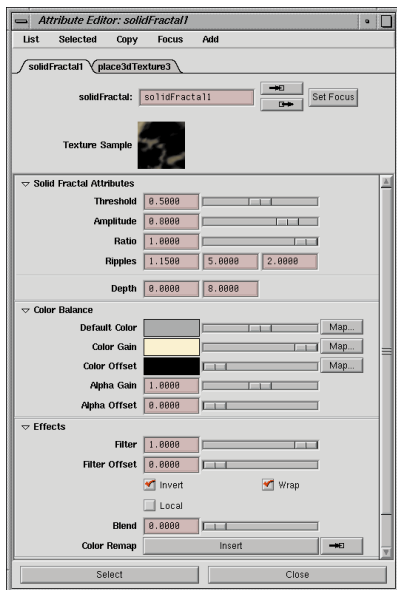 Attribute Editor: solidFractal1
List Selected Copy Focus Add
solidFractal1 place3dTexture3
solidFractal: solidFractal1 Set Focus
Texture Sample
Solid Fractal Attributes
Threshold 0.5000
Amplitude 0.8000
Ratio 1.0000
Ripples 1.1500 5.0000 2.0000
Depth 0.0000 8.0000
Color Balance
Default Color Map...
Color Gain Map...
Color Offset Map...
Alpha Gain 1.0000
Alpha Offset 0.0000
Effects
Filter 1.0000
Filter Offset 0.0000
Invert Wrap
Local
Blend 0.0000
Color Remap Insert
Select Close